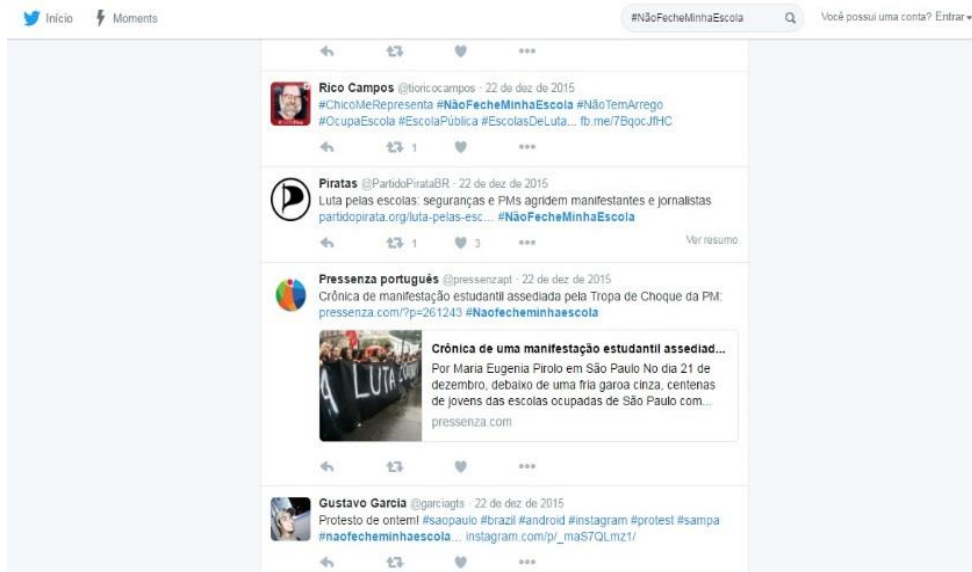 Início Moments #NãoFecheMinhaEscola Você possui uma conta? Entrar
Rico Campos @tioricocampos · 22 de dez de 2015
#ChicoMeRepresenta #NãoFecheMinhaEscola #NãoTemArrego
#OcupaEscola #EscolaPública #EscolasDeLuta... fb.me/7BqocJfHC
1
Piratas @PartidoPirataBR · 22 de dez de 2015
Luta pelas escolas: seguranças e PMs agridem manifestantes e jornalistas
partidopirata.org/luta-pelas-esc... #NãoFecheMinhaEscola
1 3 Ver resumo
Pressenza português @pressenzapt · 22 de dez de 2015
Crônica de manifestação estudantil assediada pela Tropa de Choque da PM:
pressenza.com/?p=261243 #Naofecheminhaescola
Crônica de uma manifestação estudantil assediad...
Por Maria Eugenia Pirolo em São Paulo No dia 21 de
dezembro, debaixo de uma fria garoa cinza, centenas
de jovens das escolas ocupadas de São Paulo com...
pressenza.com
A LUTA
Gustavo Garcia @garciagts · 22 de dez de 2015
Protesto de ontem! #saopaulo #brazil #android #instagram #protest #sampa
#naofecheminhaescola... instagram.com/p/_maS7QLmz1/